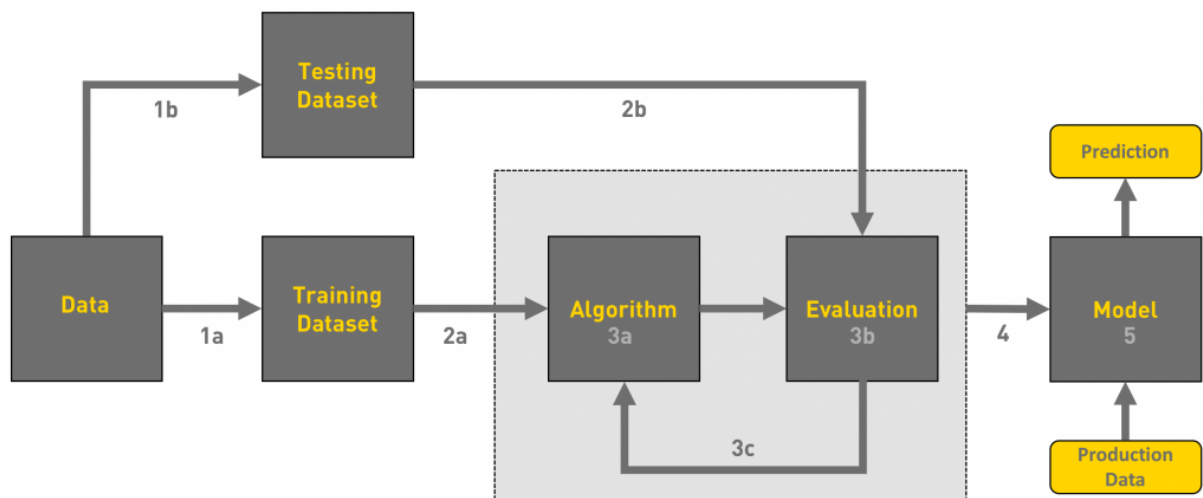 Testing
Dataset
1b
2b
Prediction
Data
Training
Dataset
Algorithm
3a
Evaluation
3b
Model
5
1a
2a
4
3c
Production
Data